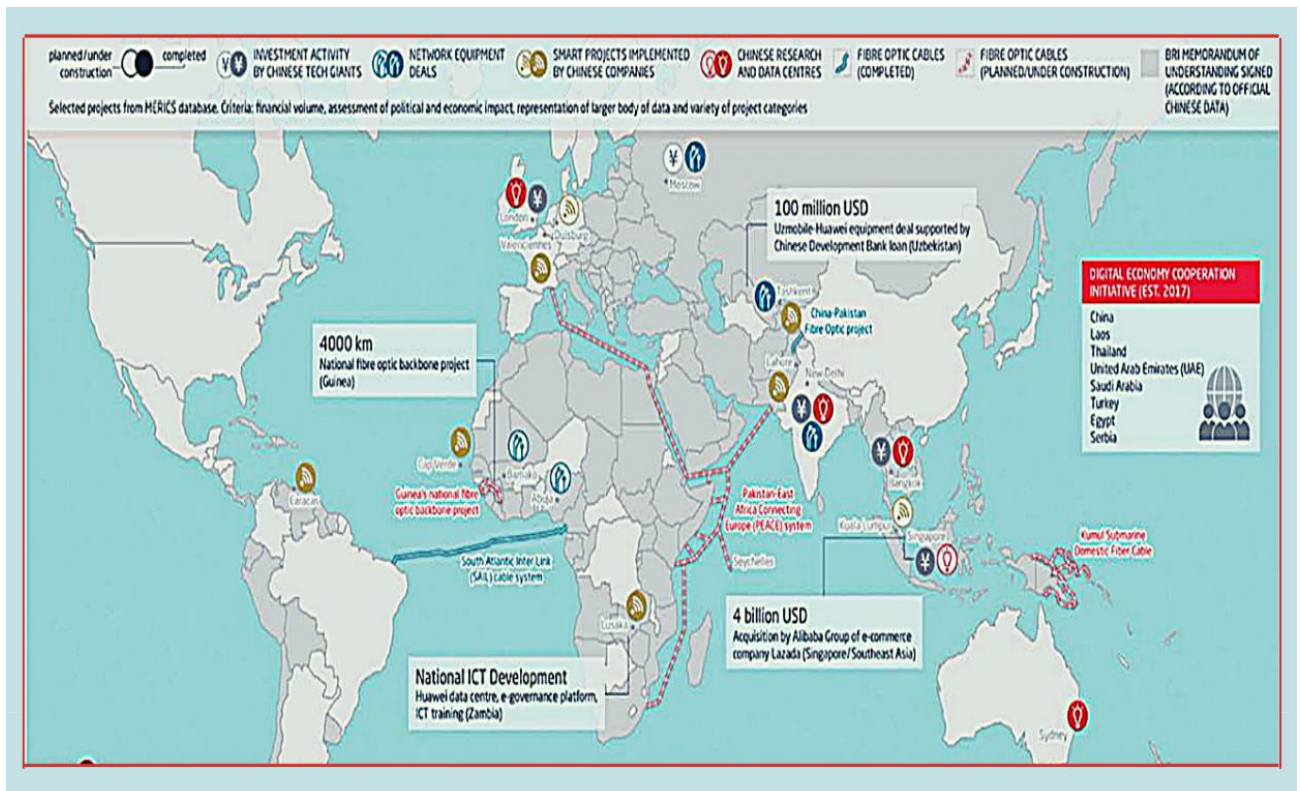 planned/under construction
completed
INVESTMENT ACTIVITY
BY CHINESE TECH GIANTS
NETWORK EQUIPMENT
DEALS
SMART PROJECTS IMPLEMENTED
BY CHINESE COMPANIES
CHINESE RESEARCH
AND DATA CENTRES
FIBRE OPTIC CABLES
(COMPLETED)
FIBRE OPTIC CABLES
(PLANNED/UNDER CONSTRUCTION)
BRI MEMORANDUM OF
UNDERSTANDING SIGNED
(ACCORDING TO OFFICIAL
CHINESE DATA)
Selected projects from MERICS database. Criteria: financial volume, assessment of political and economic impact, representation of larger body of data and variety of project categories
Moscow
London
Duisburg
Valenciennes
100 million USD
Uzmobile-Huawei equipment deal supported by
Chinese Development Bank loan (Uzbekistan)
Tashkent
China-Pakistan
Fibre Optic project
Lahore
New Delhi
DIGITAL ECONOMY COOPERATION
INITIATIVE (EST. 2017)
China
Laos
Thailand
United Arab Emirates (UAE)
Saudi Arabia
Turkey
Egypt
Serbia
4000 km
National fibre optic backbone project
(Guinea)
Cap Verde
Bamako
Abuja
Caracas
Guinea's national fibre
optic backbone project
South Atlantic Inter Link
(SAIL) cable system
Pakistan-East
Africa Connecting
Europe (PEACE) system
Seychelles
Bangkok
Kuala Lumpur
Singapore
Kumul Submarine
Domestic Fiber Cable
4 billion USD
Acquisition by Alibaba Group of e-commerce
company Lazada (Singapore/Southeast Asia)
Lusaka
National ICT Development
Huawei data centre, e-governance platform,
ICT training (Zambia)
Sydney